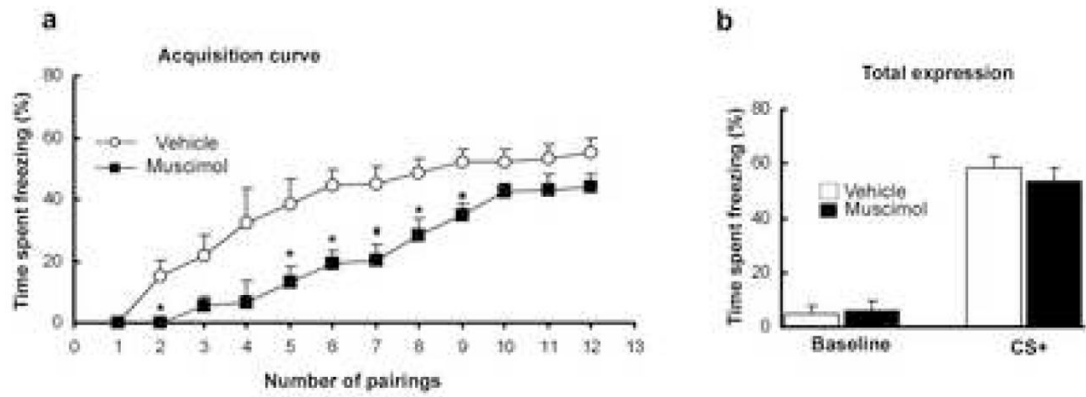 a
Acquisition curve
Time spent freezing (%)
80
60
40
20
0
Vehicle
Muscimol
* * * * * *
0 1 2 3 4 5 6 7 8 9 10 11 12 13
Number of pairings
b
Total expression
Time spent freezing (%)
80
60
40
20
0
Vehicle
Muscimol
Baseline CS+